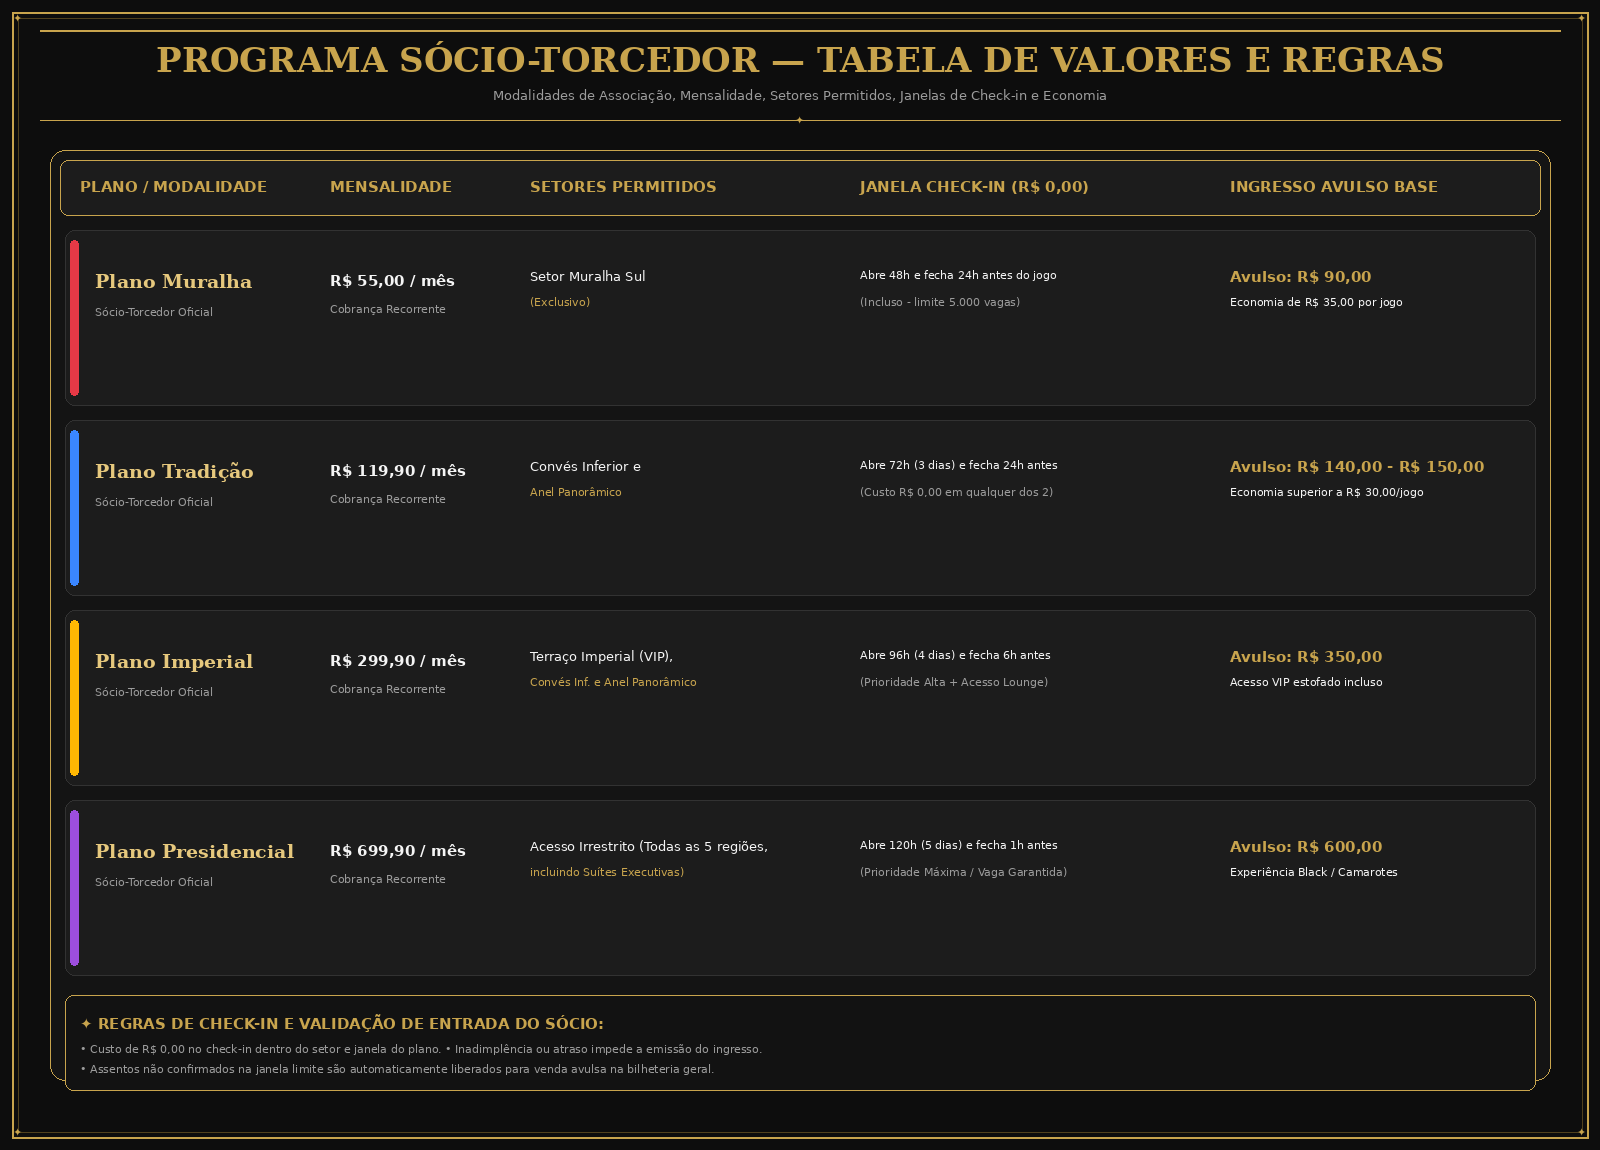 PROGRAMA SÓCIO-TORCEDOR — TABELA DE VALORES E REGRAS
Modalidades de Associação, Mensalidade, Setores Permitidos, Janelas de Check-in e Economia
PLANO / MODALIDADE MENSALIDADE SETORES PERMITIDOS JANELA CHECK-IN (R$ 0,00) INGRESSO AVULSO BASE
Plano Muralha
Sócio-Torcedor Oficial
R$ 55,00 / mês
Cobrança Recorrente
Setor Muralha Sul
(Exclusivo)
Abre 48h e fecha 24h antes do jogo
(Incluso - limite 5.000 vagas)
Avulso: R$ 90,00
Economia de R$ 35,00 por jogo
Plano Tradição
Sócio-Torcedor Oficial
R$ 119,90 / mês
Cobrança Recorrente
Convés Inferior e
Anel Panorâmico
Abre 72h (3 dias) e fecha 24h antes
(Custo R$ 0,00 em qualquer dos 2)
Avulso: R$ 140,00 - R$ 150,00
Economia superior a R$ 30,00/jogo
Plano Imperial
Sócio-Torcedor Oficial
R$ 299,90 / mês
Cobrança Recorrente
Terraço Imperial (VIP),
Convés Inf. e Anel Panorâmico
Abre 96h (4 dias) e fecha 6h antes
(Prioridade Alta + Acesso Lounge)
Avulso: R$ 350,00
Acesso VIP estofado incluso
Plano Presidencial
Sócio-Torcedor Oficial
R$ 699,90 / mês
Cobrança Recorrente
Acesso Irrestrito (Todas as 5 regiões,
incluindo Suítes Executivas)
Abre 120h (5 dias) e fecha 1h antes
(Prioridade Máxima / Vaga Garantida)
Avulso: R$ 600,00
Experiência Black / Camarotes
✦ REGRAS DE CHECK-IN E VALIDAÇÃO DE ENTRADA DO SÓCIO:
• Custo de R$ 0,00 no check-in dentro do setor e janela do plano. • Inadimplência ou atraso impede a emissão do ingresso.
• Assentos não confirmados na janela limite são automaticamente liberados para venda avulsa na bilheteria geral.